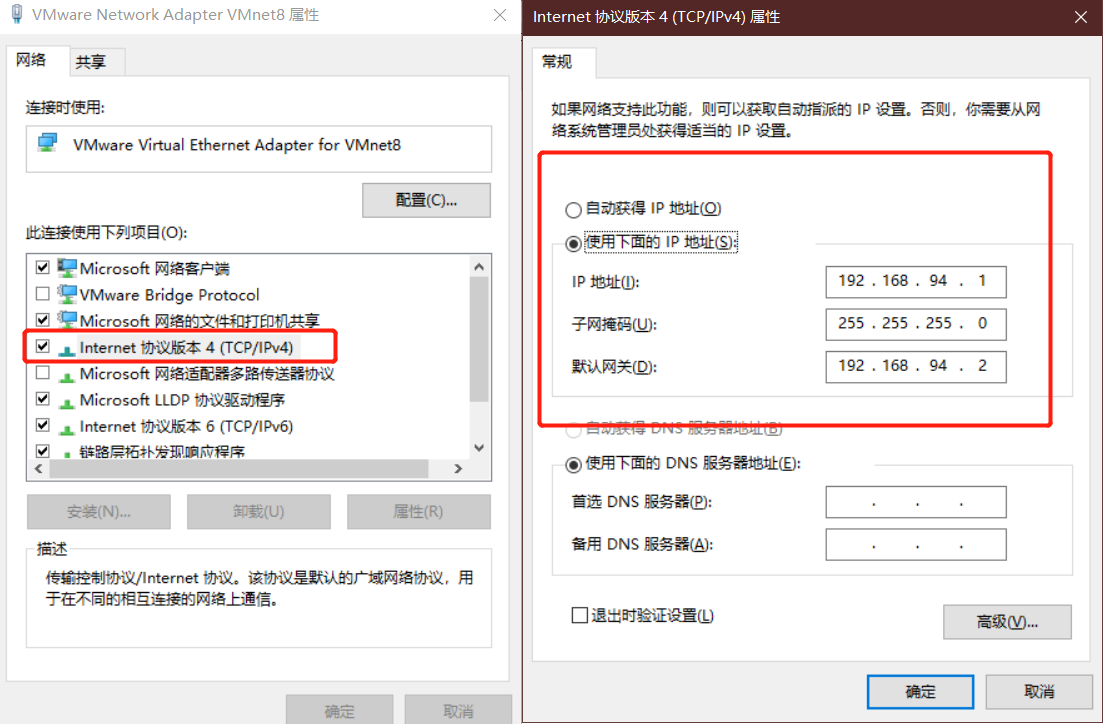 VMware Network Adapter VMnet8 属性
网络
共享
连接时使用:
VMware Virtual Ethernet Adapter for VMnet8
配置(C)...
此连接使用下列项目(O):
Microsoft 网络客户端
VMware Bridge Protocol
Microsoft 网络的文件和打印机共享
Internet 协议版本 4 (TCP/IPv4)
Microsoft 网络适配器多路传送器协议
Microsoft LLDP 协议驱动程序
Internet 协议版本 6 (TCP/IPv6)
链路层拓扑发现响应程序
安装(N)...
卸载(U)
属性(R)
描述
传输控制协议/Internet 协议。该协议是默认的广域网络协议，用
于在不同的相互连接的网络上通信。
确定
取消
Internet 协议版本 4 (TCP/IPv4) 属性
常规
如果网络支持此功能，则可以获取自动指派的 IP 设置。否则，你需要从网
络系统管理员处获得适当的 IP 设置。
自动获得 IP 地址(O)
使用下面的 IP 地址(S):
IP 地址(I):
192 . 168 . 94 . 1
子网掩码(U):
255 . 255 . 255 . 0
默认网关(D):
192 . 168 . 94 . 2
自动获得 DNS 服务器地址(B)
使用下面的 DNS 服务器地址(E):
首选 DNS 服务器(P):
. . .
备用 DNS 服务器(A):
. . .
退出时验证设置(L)
高级(V)...
确定
取消